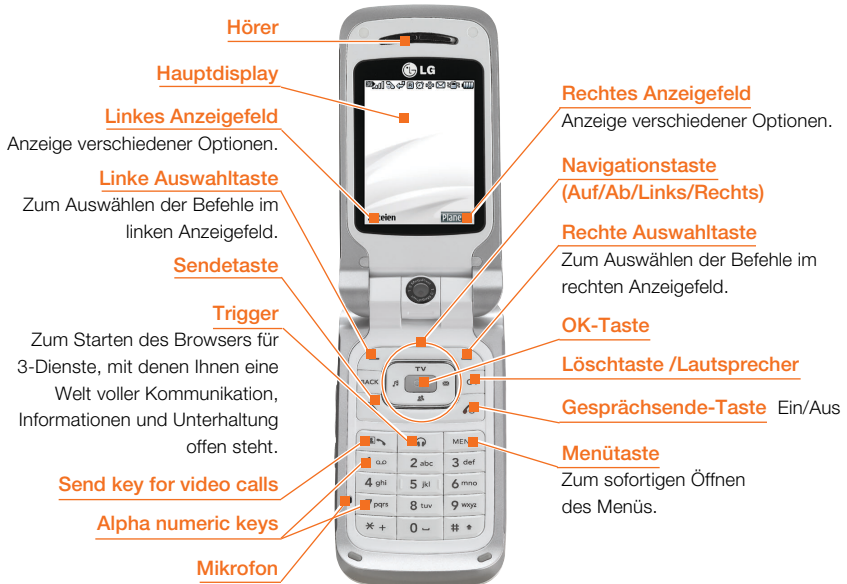 Hörer
Hauptdisplay
Linkes Anzeigefeld
Anzeige verschiedener Optionen.
Linke Auswahltaste
Zum Auswählen der Befehle im
linken Anzeigefeld.
Sendetaste
Trigger
Zum Starten des Browsers für
3-Dienste, mit denen Ihnen eine
Welt voller Kommunikation,
Informationen und Unterhaltung
offen steht.
Send key for video calls
Alpha numeric keys
Mikrofon
LG
Plane
TV
BACK
MEN
2 abc
3 def
4 ghi
5 jkl
6 mno
pqrs
8 tuv
9 wxyz
* +
0
#
Rechtes Anzeigefeld
Anzeige verschiedener Optionen.
Navigationstaste
(Auf/Ab/Links/Rechts)
Rechte Auswahltaste
Zum Auswählen der Befehle im
rechten Anzeigefeld.
OK-Taste
Löschtaste /Lautsprecher
Gesprächsende-Taste Ein/Aus
Menütaste
Zum sofortigen Öffnen
des Menüs.